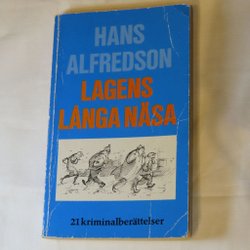 HANS
ALFREDSON
LAGENS
LÅNGA NÄSA
21 kriminalberättelser